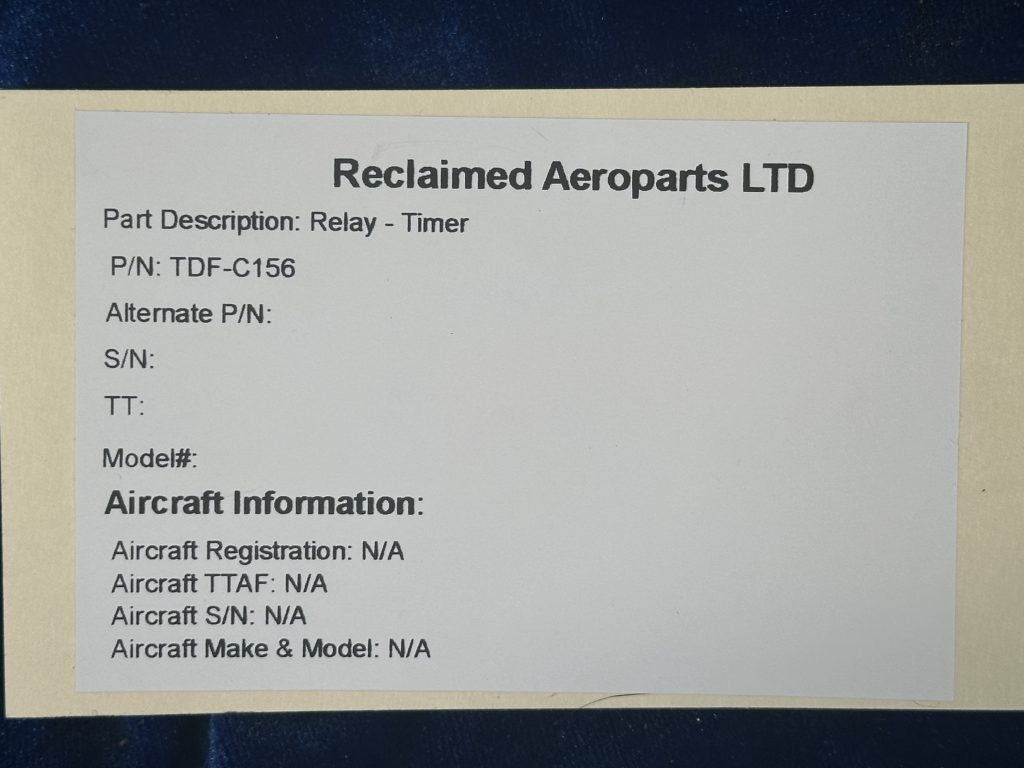 Reclaimed Aeroparts LTD
Part Description: Relay - Timer
P/N: TDF-C156
Alternate P/N:
S/N:
TT:
Model#:
Aircraft Information:
Aircraft Registration: N/A
Aircraft TTAF: N/A
Aircraft S/N: N/A
Aircraft Make & Model: N/A